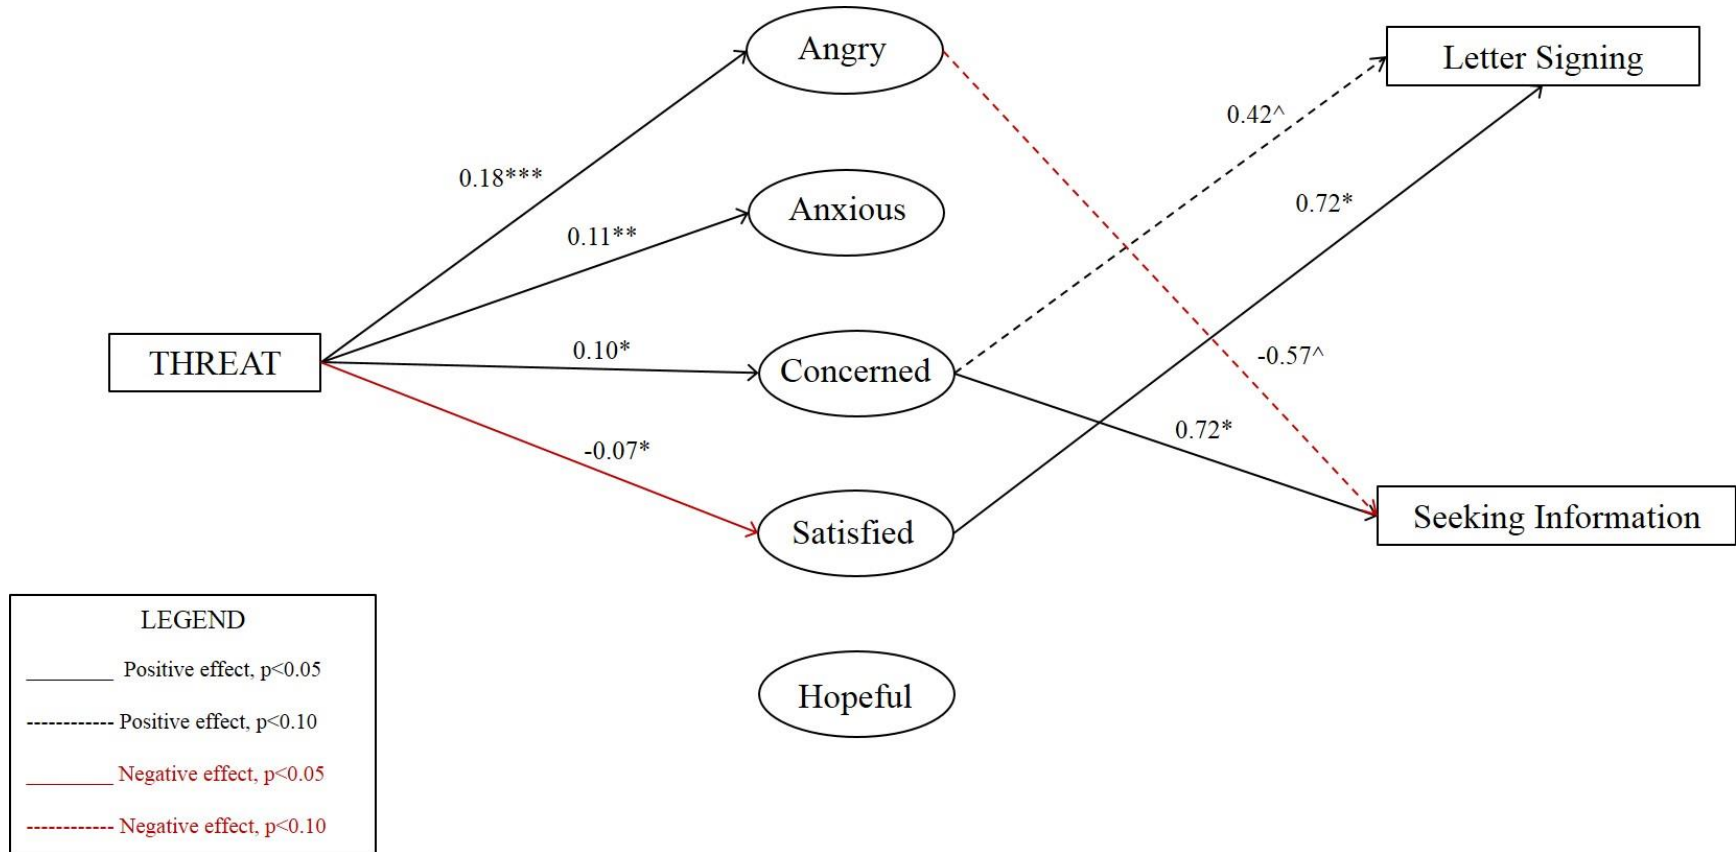 Angry
Letter Signing
0.42^
0.18***
0.72*
Anxious
0.11**
THREAT
0.10*
Concerned
-0.57^
-0.07*
0.72*
Satisfied
Seeking Information
Hopeful
LEGEND
Positive effect, p<0.05
Positive effect, p<0.10
Negative effect, p<0.05
Negative effect, p<0.10